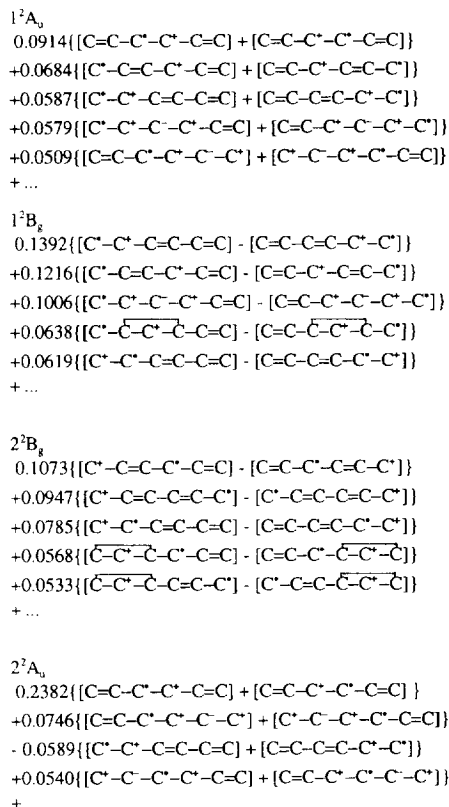 1²Aᵤ
0.0914{[C=C–C•–C⁺–C=C] + [C=C–C⁺–C•–C=C]}
+0.0684{[C•–C=C–C⁺–C=C] + [C=C–C⁺–C=C–C•]}
+0.0587{[C•–C⁺–C=C–C=C] + [C=C–C=C–C⁺–C•]}
+0.0579{[C•–C⁺–C⁻–C⁺–C=C] + [C=C–C⁺–C⁻–C⁺–C•]}
+0.0509{[C=C–C•–C⁺–C⁻–C⁺] + [C⁺–C⁻–C⁺–C•–C=C]}
+ ...
1²B_g
0.1392{[C•–C⁺–C=C–C=C] - [C=C–C=C–C⁺–C•]}
+0.1216{[C•–C=C–C⁺–C=C] - [C=C–C⁺–C=C–C•]}
+0.1006{[C•–C⁺–C⁻–C⁺–C=C] - [C=C–C⁺–C⁻–C⁺–C•]}
+0.0638{[C•–C–C⁺–C–C=C] - [C=C–C–C⁺–C–C•]}
+0.0619{[C⁺–C•–C=C–C=C] - [C=C–C=C–C•–C⁺]}
+ ...
2²B_g
0.1073{[C⁺–C=C–C•–C=C] - [C=C–C•–C=C–C⁺]}
+0.0947{[C⁺–C=C–C=C–C•] - [C•–C=C–C=C–C⁺]}
+0.0785{[C⁺–C•–C=C–C=C] - [C=C–C=C–C•–C⁺]}
+0.0568{[C–C⁺–C–C•–C=C] - [C=C–C•–C–C⁺–C]}
+0.0533{[C–C⁺–C–C=C–C•] - [C•–C=C–C–C⁺–C]}
+ ...
2²Aᵤ
0.2382{[C=C–C•–C⁺–C=C] + [C=C–C⁺–C•–C=C] }
+0.0746{[C=C–C•–C⁺–C⁻–C⁺] + [C⁺–C⁻–C⁺–C•–C=C]}
- 0.0589{[C•–C⁺–C=C–C=C] + [C=C–C=C–C⁺–C•]}
+0.0540{[C⁺–C⁻–C•–C⁺–C=C] + [C=C–C⁺–C•–C⁻–C⁺]}
+